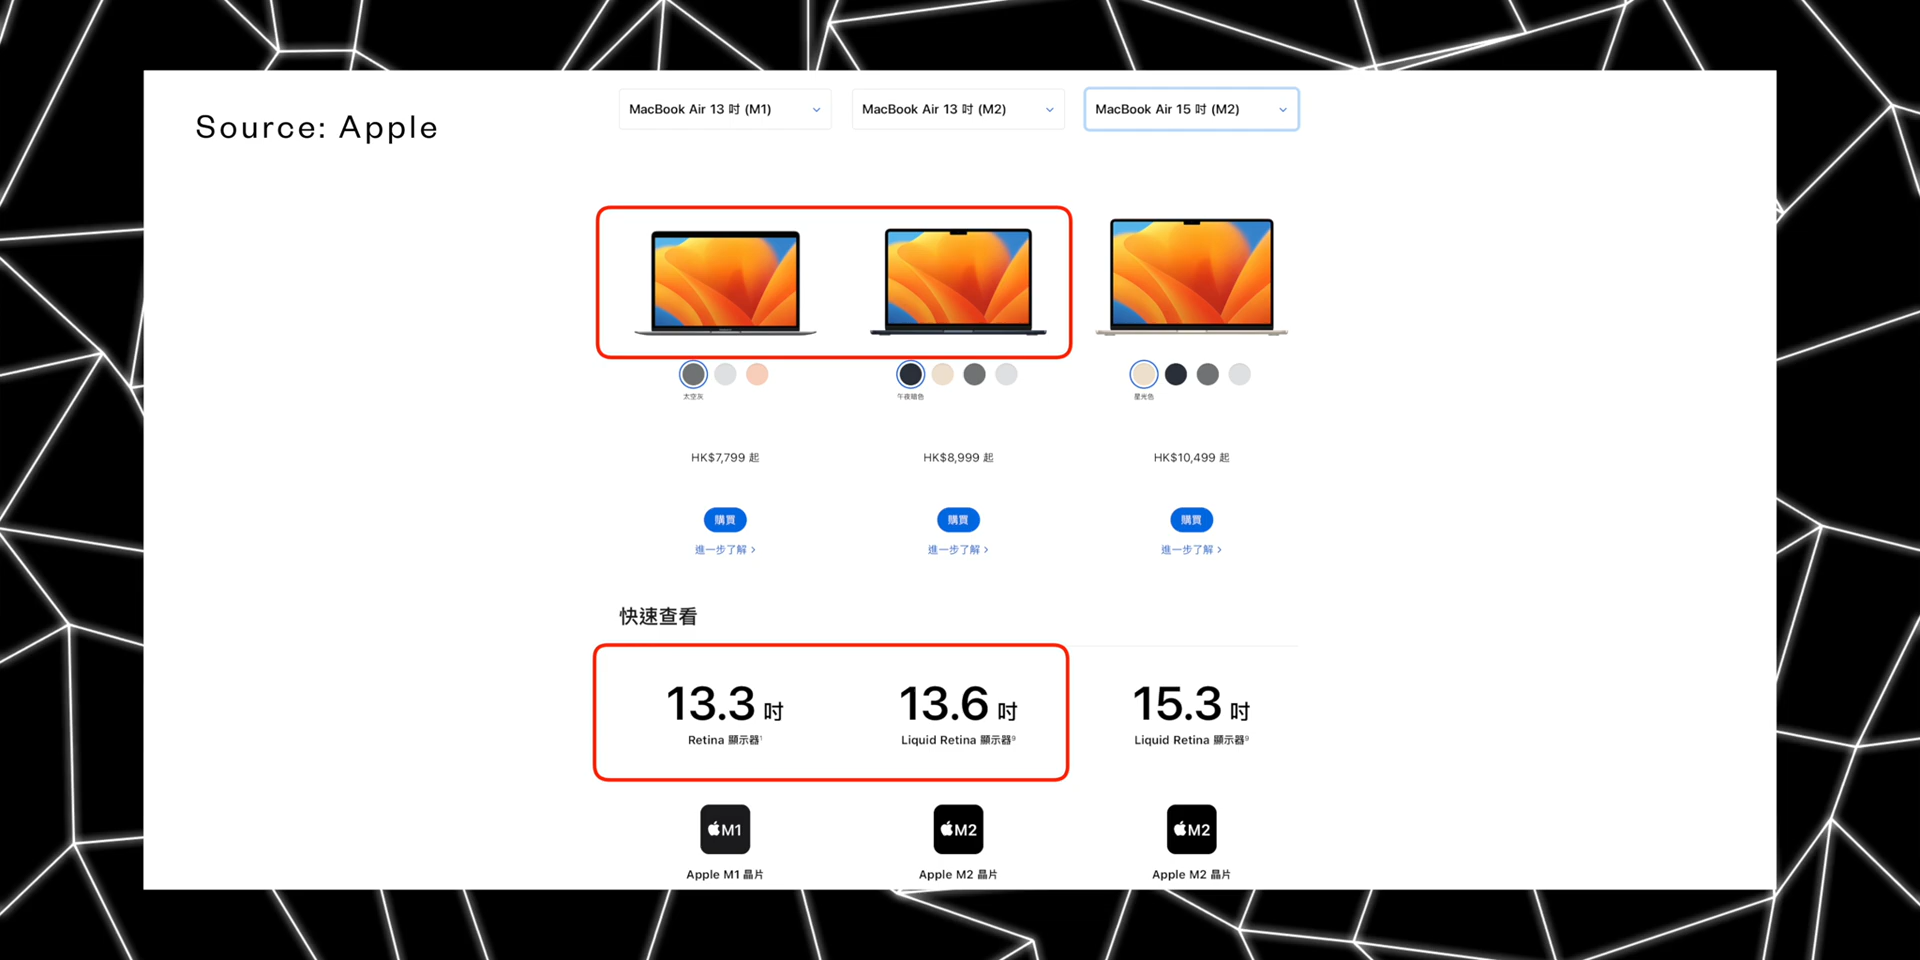 Source: Apple
MacBook Air 13 吋 (M1)
MacBook Air 13 吋 (M2)
MacBook Air 15 吋 (M2)
太空灰
午夜暗色
星光色
HK$7,799 起
HK$8,999 起
HK$10,499 起
購買
購買
購買
進一步了解 >
進一步了解 >
進一步了解 >
快速查看
13.3 吋
13.6 吋
15.3 吋
Retina 顯示器¹
Liquid Retina 顯示器⁹
Liquid Retina 顯示器⁹
M1
M2
M2
Apple M1 晶片
Apple M2 晶片
Apple M2 晶片